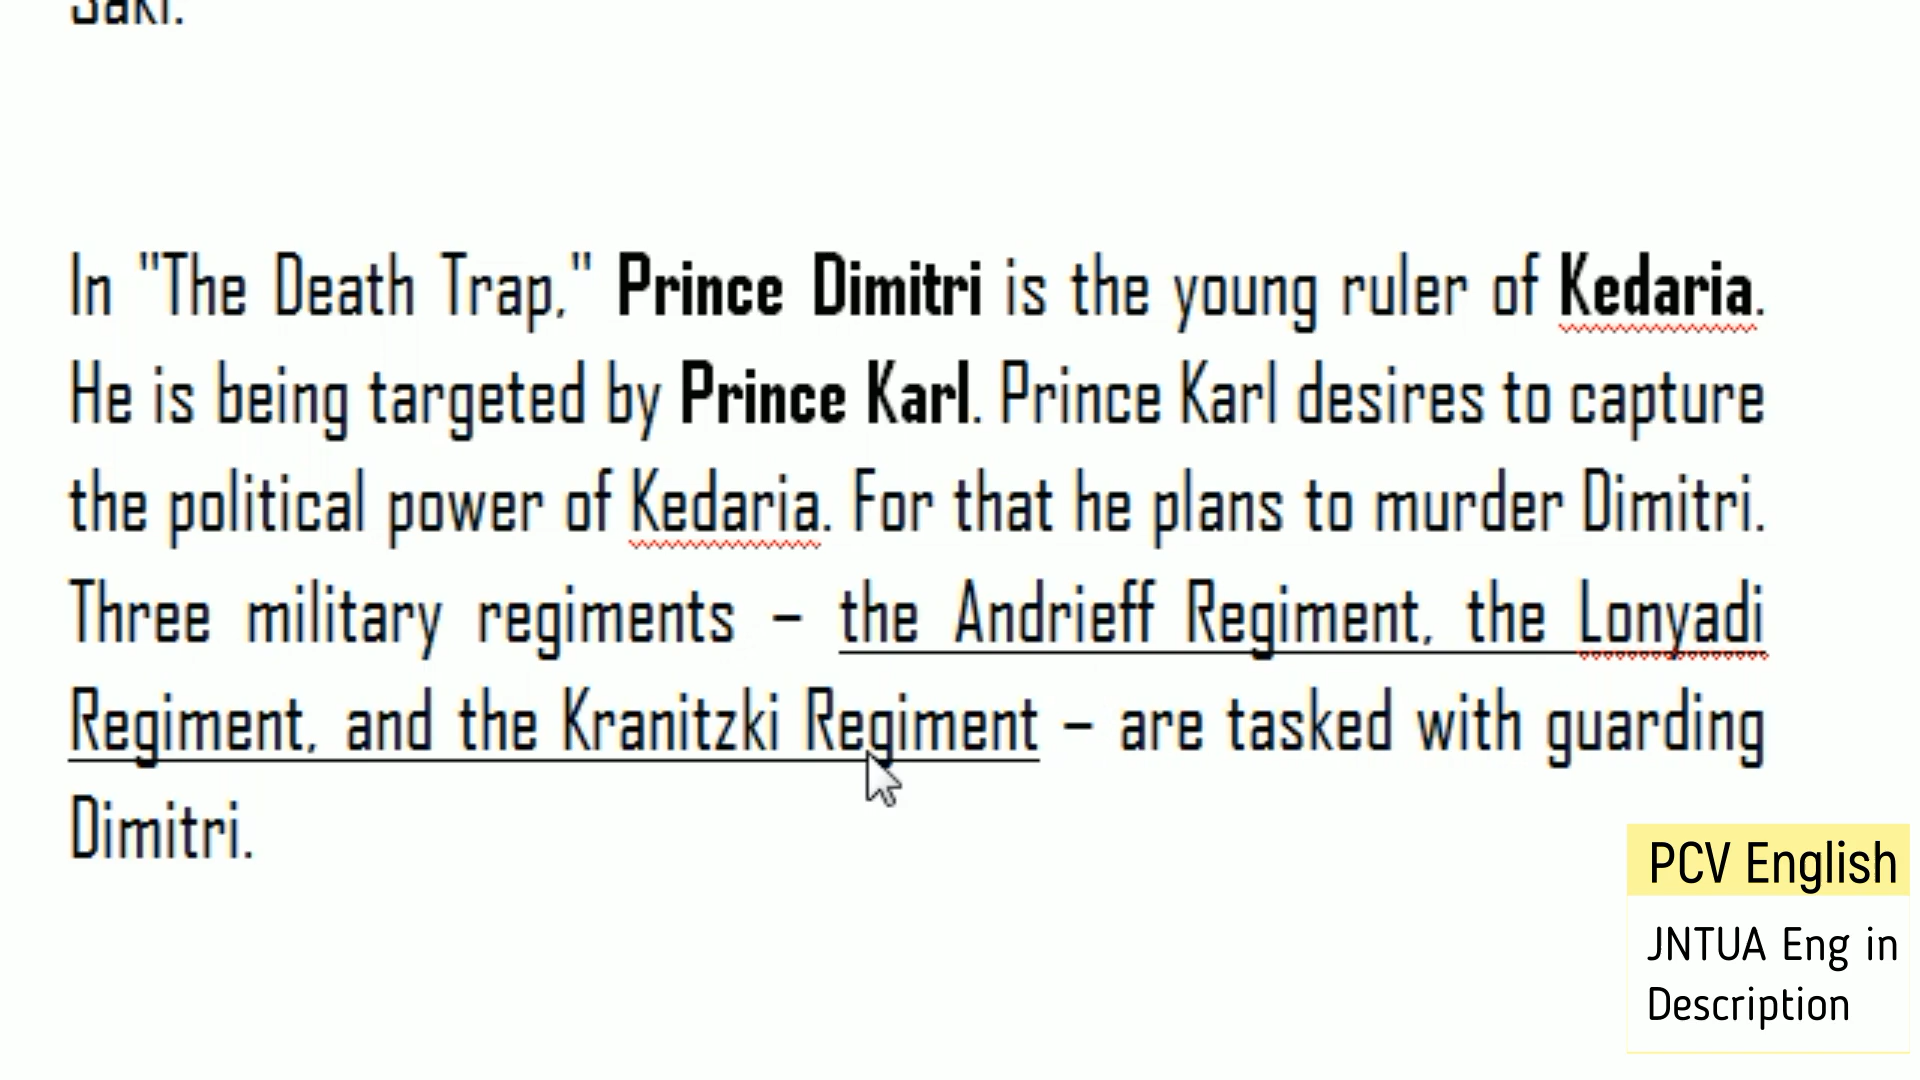 Saki.
In "The Death Trap," Prince Dimitri is the young ruler of Kedaria.
He is being targeted by Prince Karl. Prince Karl desires to capture
the political power of Kedaria. For that he plans to murder Dimitri.
Three military regiments – the Andrieff Regiment, the Lonyadi
Regiment, and the Kranitzki Regiment – are tasked with guarding
Dimitri.
PCV English
JNTUA Eng in
Description